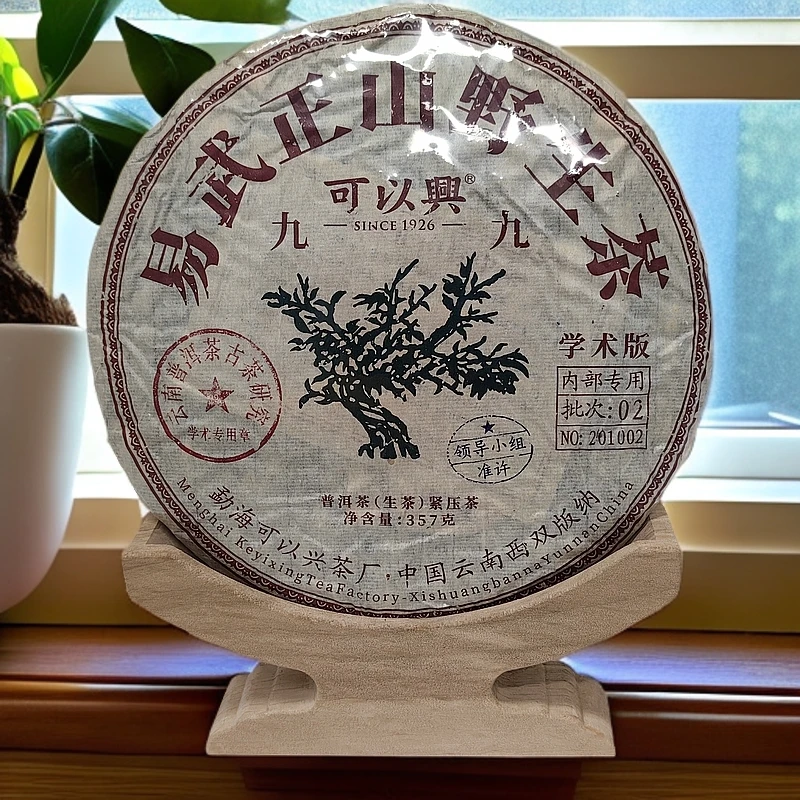 易武正山野生茶
可以興®
九 九
SINCE 1926
学术版
内部专用
批次:02
NO: 201002
云南普洱茶古茶研究
学术专用章
领导小组
准许
普洱茶(生茶)紧压茶
净含量:357克
勐海可以兴茶厂,中国云南西双版纳
Menghai KeyixingTeaFactory-XishuangbannaYunnanChina